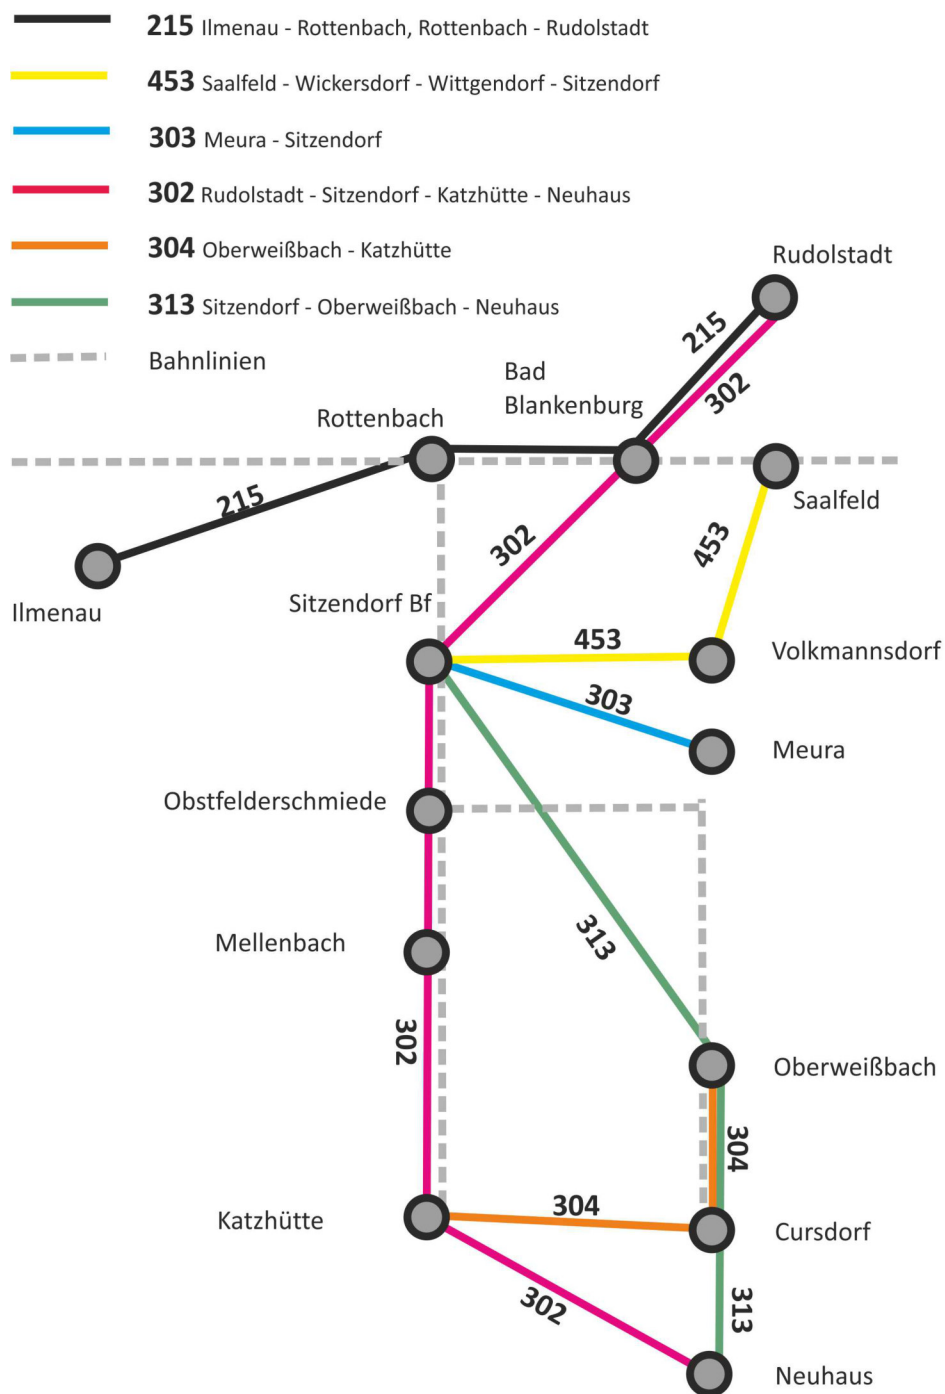 215 Ilmenau - Rottenbach, Rottenbach - Rudolstadt
453 Saalfeld - Wickersdorf - Wittgendorf - Sitzendorf
303 Meura - Sitzendorf
302 Rudolstadt - Sitzendorf - Katzhütte - Neuhaus
304 Oberweißbach - Katzhütte
313 Sitzendorf - Oberweißbach - Neuhaus
Bahnlinien
Rudolstadt
215
302
Bad
Blankenburg
Rottenbach
215
Saalfeld
302
453
Ilmenau
Sitzendorf Bf
453
Volkmannsdorf
303
Meura
Obstfelderschmiede
313
Mellenbach
302
Oberweißbach
304
Katzhütte
304
Cursdorf
302
313
Neuhaus